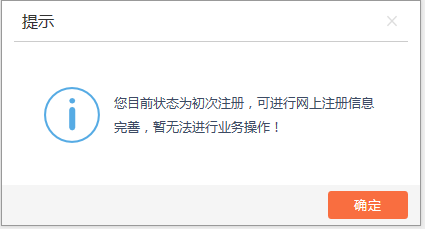 提示
您目前状态为初次注册，可进行网上注册信息
完善，暂无法进行业务操作！
确定